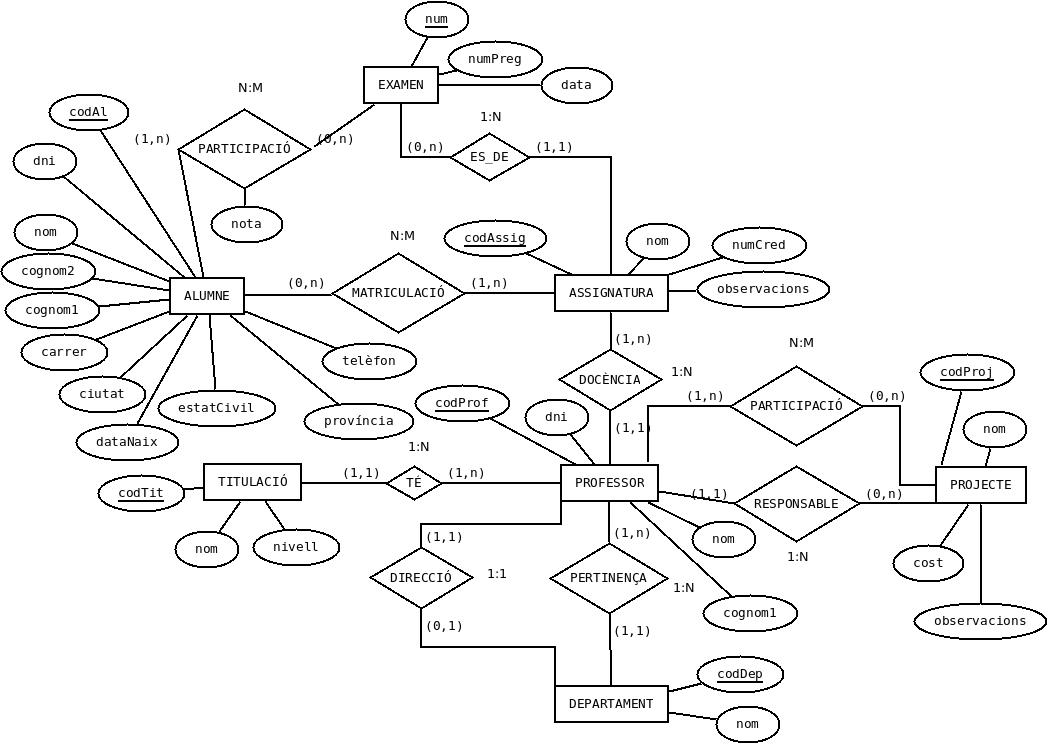 num
numPreg
EXAMEN
data
N:M
codAl
1:N
(1,n)
PARTICIPACIÓ
(0,n)
(0,n)
ES_DE
(1,1)
dni
nota
nom
N:M
codAssig
nom
numCred
cognom2
(0,n)
MATRICULACIÓ
(1,n)
ASSIGNATURA
observacions
ALUMNE
cognom1
carrer
telèfon
(1,n)
N:M
ciutat
estatCivil
DOCÈNCIA
1:N
codProj
codProf
dni
(1,n)
PARTICIPACIÓ
(0,n)
província
(1,1)
nom
dataNaix
1:N
TITULACIÓ
(1,1)
TÉ
(1,n)
PROFESSOR
PROJECTE
codTit
(1,1)
RESPONSABLE
(0,n)
nom
nivell
(1,1)
(1,n)
nom
1:N
cost
DIRECCIÓ
1:1
PERTINENÇA
1:N
cognom1
observacions
(0,1)
(1,1)
codDep
DEPARTAMENT
nom